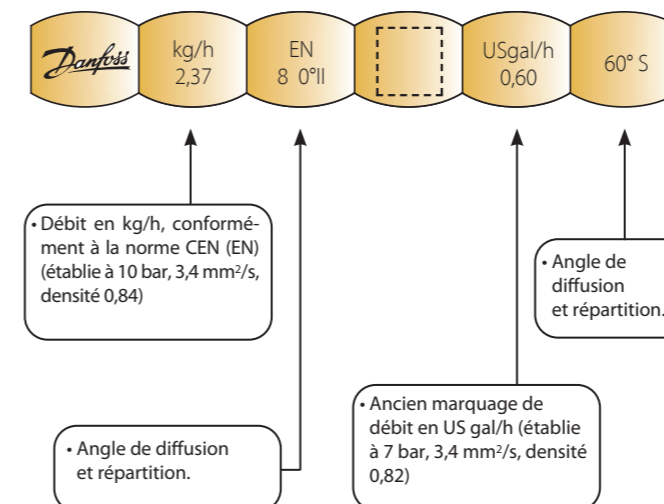 Danfoss
kg/h
2,37
EN
8 0°II
USgal/h
0,60
60° S
• Débit en kg/h, conformé-
ment à la norme CEN (EN)
(établie à 10 bar, 3,4 mm²/s,
densité 0,84)
• Angle de
diffusion
et répartition.
• Ancien marquage de
débit en US gal/h (établie
à 7 bar, 3,4 mm²/s, densité
0,82)
• Angle de diffusion
et répartition.